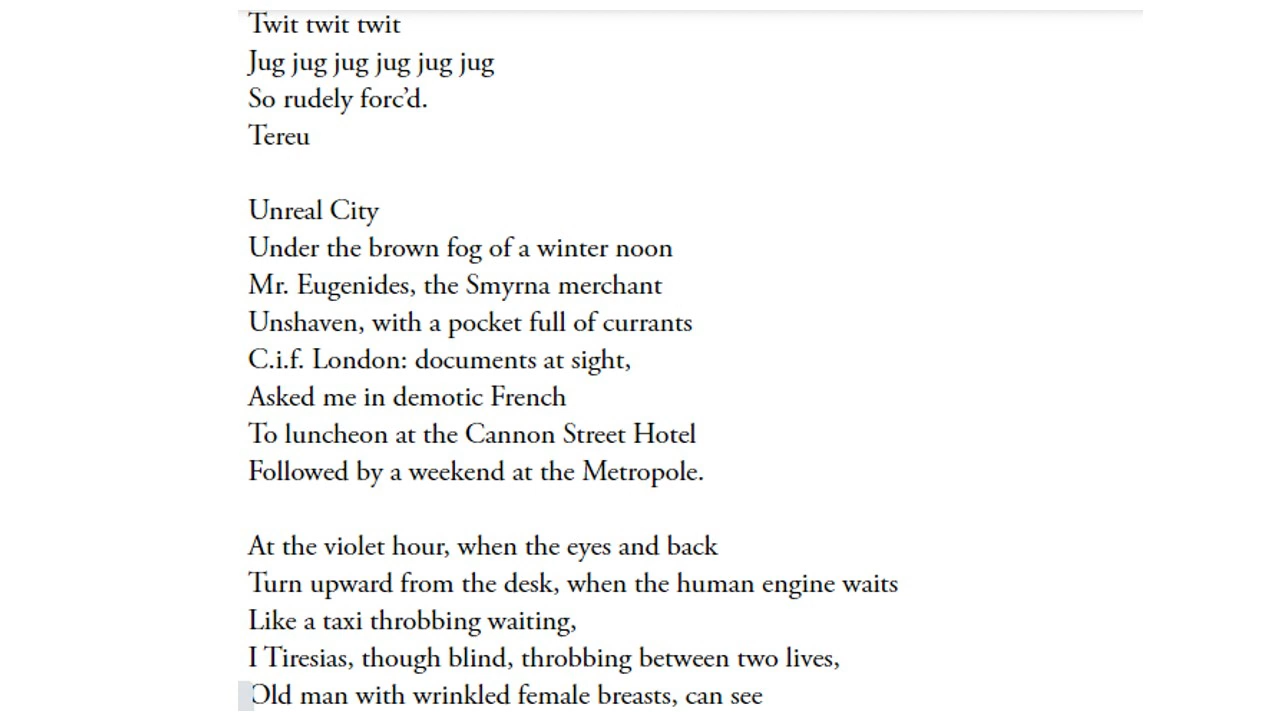 Twit twit twit
Jug jug jug jug jug jug
So rudely forc’d.
Tereu
Unreal City
Under the brown fog of a winter noon
Mr. Eugenides, the Smyrna merchant
Unshaven, with a pocket full of currants
C.i.f. London: documents at sight,
Asked me in demotic French
To luncheon at the Cannon Street Hotel
Followed by a weekend at the Metropole.
At the violet hour, when the eyes and back
Turn upward from the desk, when the human engine waits
Like a taxi throbbing waiting,
I Tiresias, though blind, throbbing between two lives,
Old man with wrinkled female breasts, can see